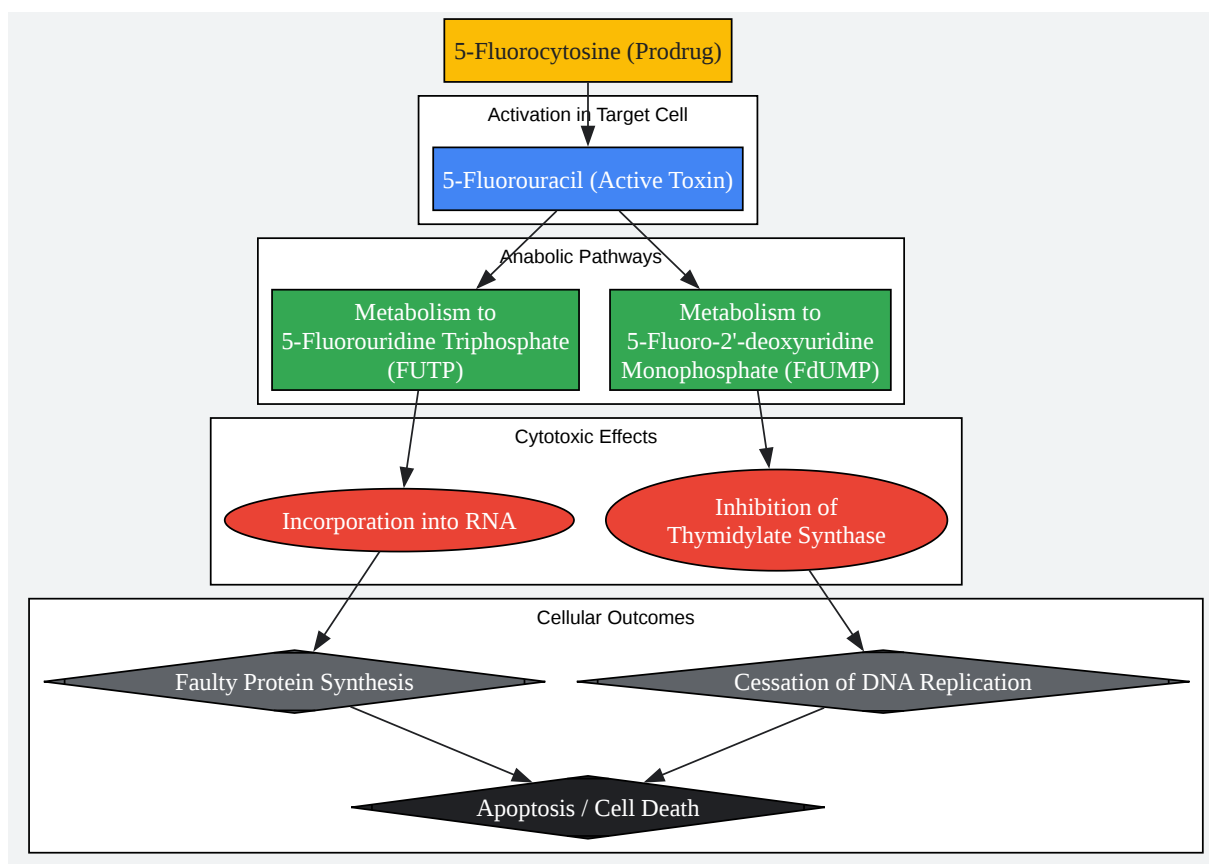 5-Fluorocytosine (Prodrug)
Activation in Target Cell
5-Fluorouracil (Active Toxin)
Anabolic Pathways
Metabolism to
5-Fluorouridine Triphosphate
(FUTP)
Metabolism to
5-Fluoro-2'-deoxyuridine
Monophosphate (FdUMP)
Cytotoxic Effects
Incorporation into RNA
Inhibition of
Thymidylate Synthase
Cellular Outcomes
Faulty Protein Synthesis
Cessation of DNA Replication
Apoptosis / Cell Death